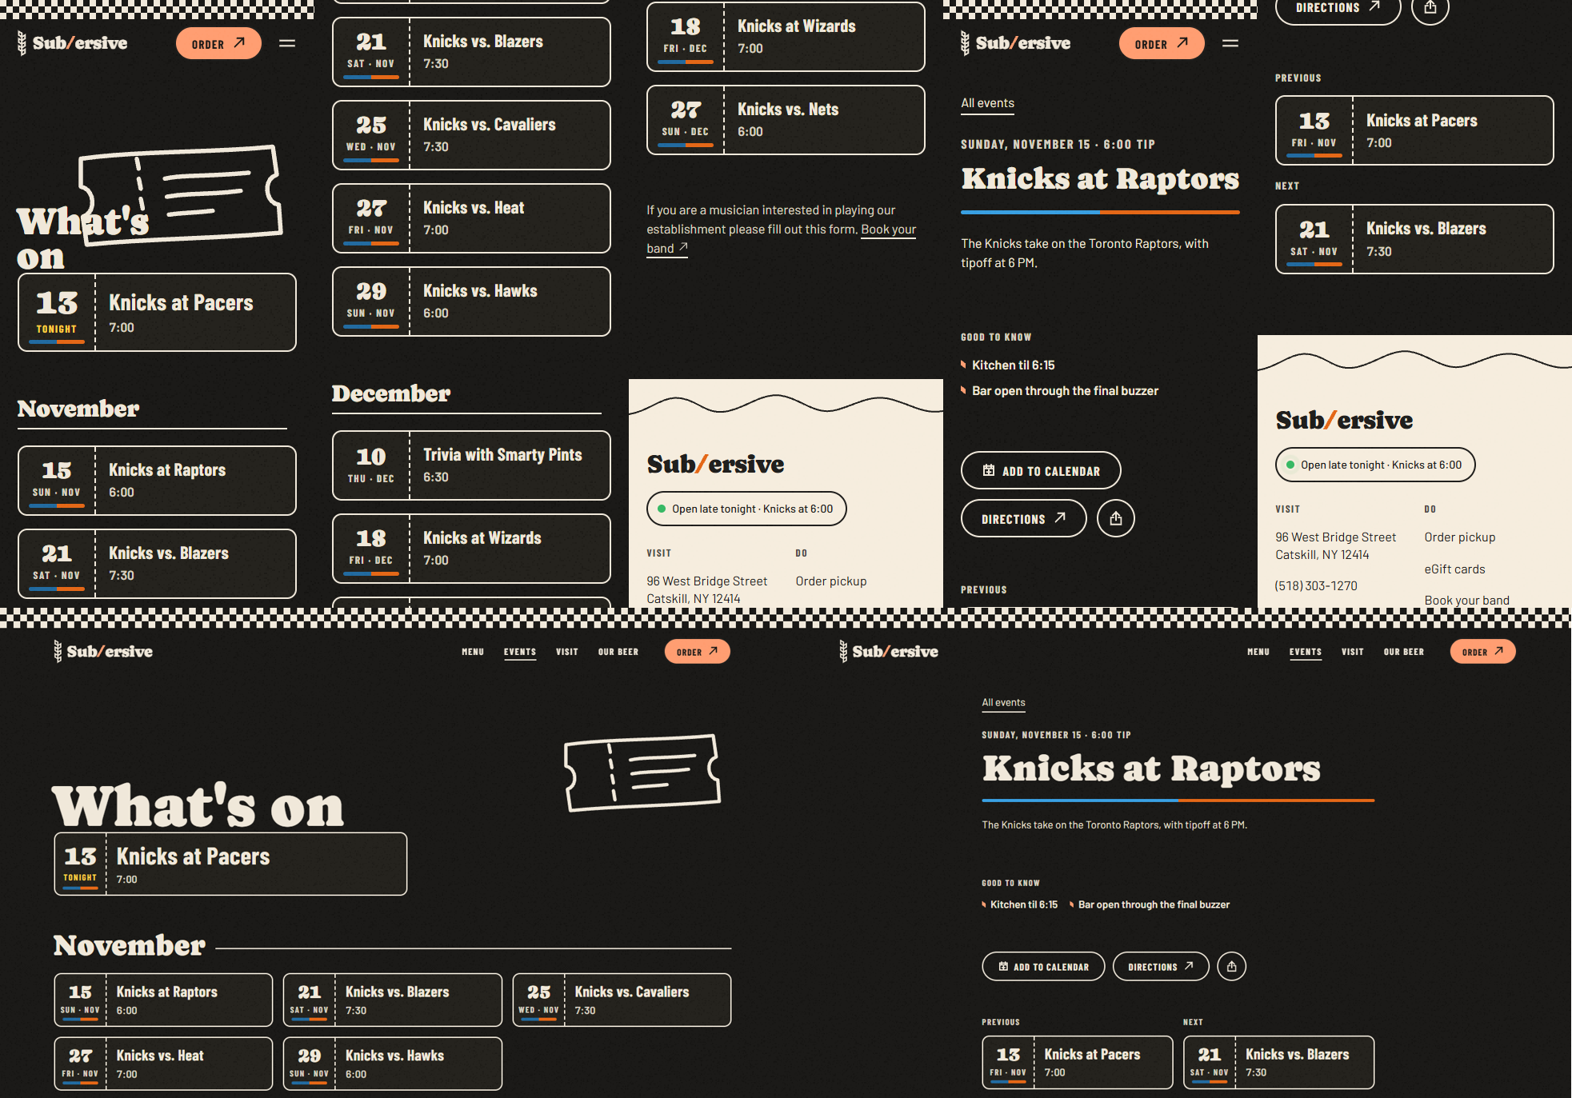 Sub/ersive
ORDER
What's
on
13
TONIGHT
Knicks at Pacers
7:00
November
15
SUN · NOV
Knicks at Raptors
6:00
21
SAT · NOV
Knicks vs. Blazers
7:30
21
SAT · NOV
Knicks vs. Blazers
7:30
25
WED · NOV
Knicks vs. Cavaliers
7:30
27
FRI · NOV
Knicks vs. Heat
7:00
29
SUN · NOV
Knicks vs. Hawks
6:00
December
10
THU · DEC
Trivia with Smarty Pints
6:30
18
FRI · DEC
Knicks at Wizards
7:00
18
FRI · DEC
Knicks at Wizards
7:00
27
SUN · DEC
Knicks vs. Nets
6:00
If you are a musician interested in playing our
establishment please fill out this form. Book your
band
Sub/ersive
Open late tonight · Knicks at 6:00
VISIT
96 West Bridge Street
Catskill, NY 12414
DO
Order pickup
Sub/ersive
ORDER
All events
SUNDAY, NOVEMBER 15 · 6:00 TIP
Knicks at Raptors
The Knicks take on the Toronto Raptors, with
tipoff at 6 PM.
GOOD TO KNOW
Kitchen til 6:15
Bar open through the final buzzer
ADD TO CALENDAR
DIRECTIONS
PREVIOUS
DIRECTIONS
PREVIOUS
13
FRI · NOV
Knicks at Pacers
7:00
NEXT
21
SAT · NOV
Knicks vs. Blazers
7:30
Sub/ersive
Open late tonight · Knicks at 6:00
VISIT
96 West Bridge Street
Catskill, NY 12414
(518) 303-1270
DO
Order pickup
eGift cards
Book your band
Sub/ersive
MENU
EVENTS
VISIT
OUR BEER
ORDER
What's on
13
TONIGHT
Knicks at Pacers
7:00
November
15
SUN · NOV
Knicks at Raptors
6:00
21
SAT · NOV
Knicks vs. Blazers
7:30
25
WED · NOV
Knicks vs. Cavaliers
7:30
27
FRI · NOV
Knicks vs. Heat
7:00
29
SUN · NOV
Knicks vs. Hawks
6:00
Sub/ersive
MENU
EVENTS
VISIT
OUR BEER
ORDER
All events
SUNDAY, NOVEMBER 15 · 6:00 TIP
Knicks at Raptors
The Knicks take on the Toronto Raptors, with tipoff at 6 PM.
GOOD TO KNOW
Kitchen til 6:15
Bar open through the final buzzer
ADD TO CALENDAR
DIRECTIONS
PREVIOUS
13
FRI · NOV
Knicks at Pacers
7:00
NEXT
21
SAT · NOV
Knicks vs. Blazers
7:30